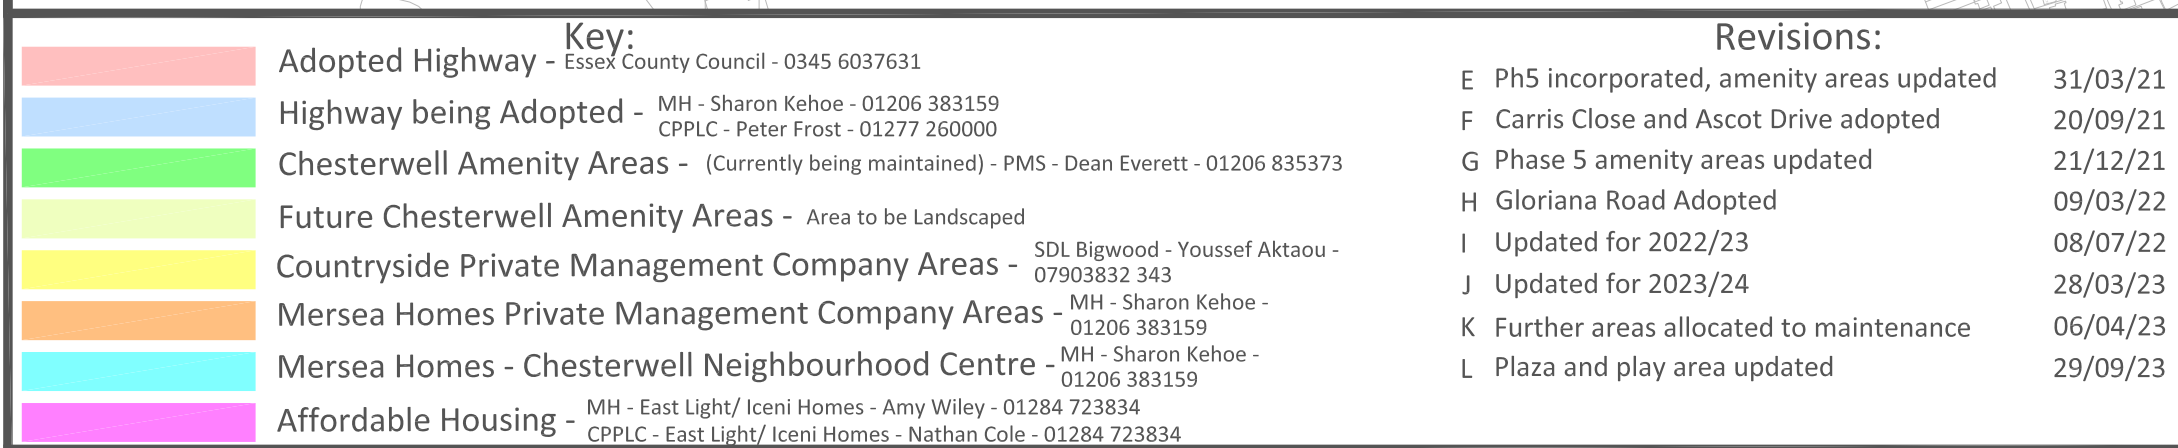 Key:
Adopted Highway - Essex County Council - 0345 6037631
Highway being Adopted - MH - Sharon Kehoe - 01206 383159
CPPLC - Peter Frost - 01277 260000
Chesterwell Amenity Areas - (Currently being maintained) - PMS - Dean Everett - 01206 835373
Future Chesterwell Amenity Areas - Area to be Landscaped
Countryside Private Management Company Areas - SDL Bigwood - Youssef Aktaou -
07903832 343
Mersea Homes Private Management Company Areas - MH - Sharon Kehoe -
01206 383159
Mersea Homes - Chesterwell Neighbourhood Centre - MH - Sharon Kehoe -
01206 383159
Affordable Housing - MH - East Light/ Iceni Homes - Amy Wiley - 01284 723834
CPPLC - East Light/ Iceni Homes - Nathan Cole - 01284 723834
Revisions:
E Ph5 incorporated, amenity areas updated 31/03/21
F Carris Close and Ascot Drive adopted 20/09/21
G Phase 5 amenity areas updated 21/12/21
H Gloriana Road Adopted 09/03/22
I Updated for 2022/23 08/07/22
J Updated for 2023/24 28/03/23
K Further areas allocated to maintenance 06/04/23
L Plaza and play area updated 29/09/23